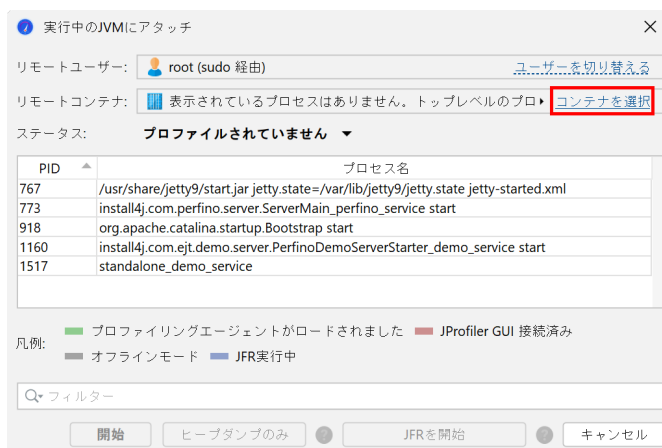 実行中のJVMにアタッチ
リモートユーザー: root (sudo 経由) ユーザーを切り替える
リモートコンテナ: 表示されているプロセスはありません。トップレベルのプロ コンテナを選択
ステータス: プロファイルされていません
PID プロセス名
767 /usr/share/jetty9/start.jar jetty.state=/var/lib/jetty9/jetty.state jetty-started.xml
773 install4j.com.perfino.server.ServerMain_perfino_service start
918 org.apache.catalina.startup.Bootstrap start
1160 install4j.com.ejt.demo.server.PerfinoDemoServerStarter_demo_service start
1517 standalone_demo_service
凡例: プロファイリングエージェントがロードされました JProfiler GUI 接続済み
オフラインモード JFR実行中
フィルター
開始 ヒープダンプのみ JFRを開始 キャンセル